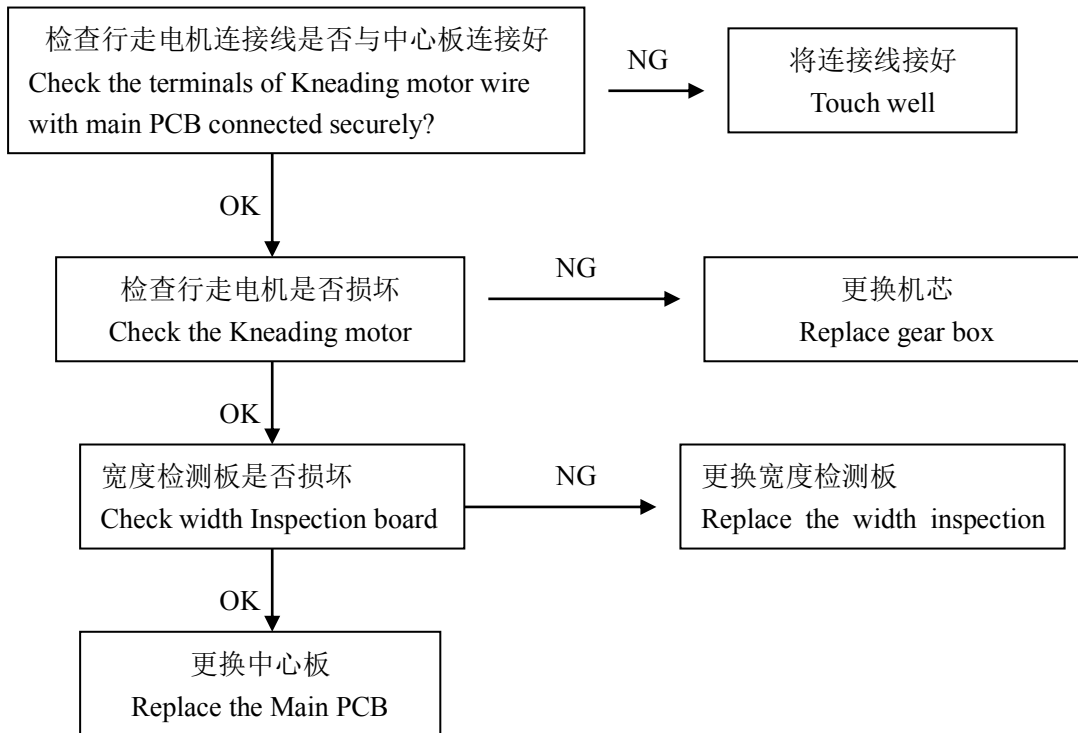 检查行走电机连接线是否与中心板连接好
Check the terminals of Kneading motor wire
with main PCB connected securely?
NG
将连接线接好
Touch well
OK
检查行走电机是否损坏
Check the Kneading motor
NG
更换机芯
Replace gear box
OK
宽度检测板是否损坏
Check width Inspection board
NG
更换宽度检测板
Replace the width inspection
OK
更换中心板
Replace the Main PCB